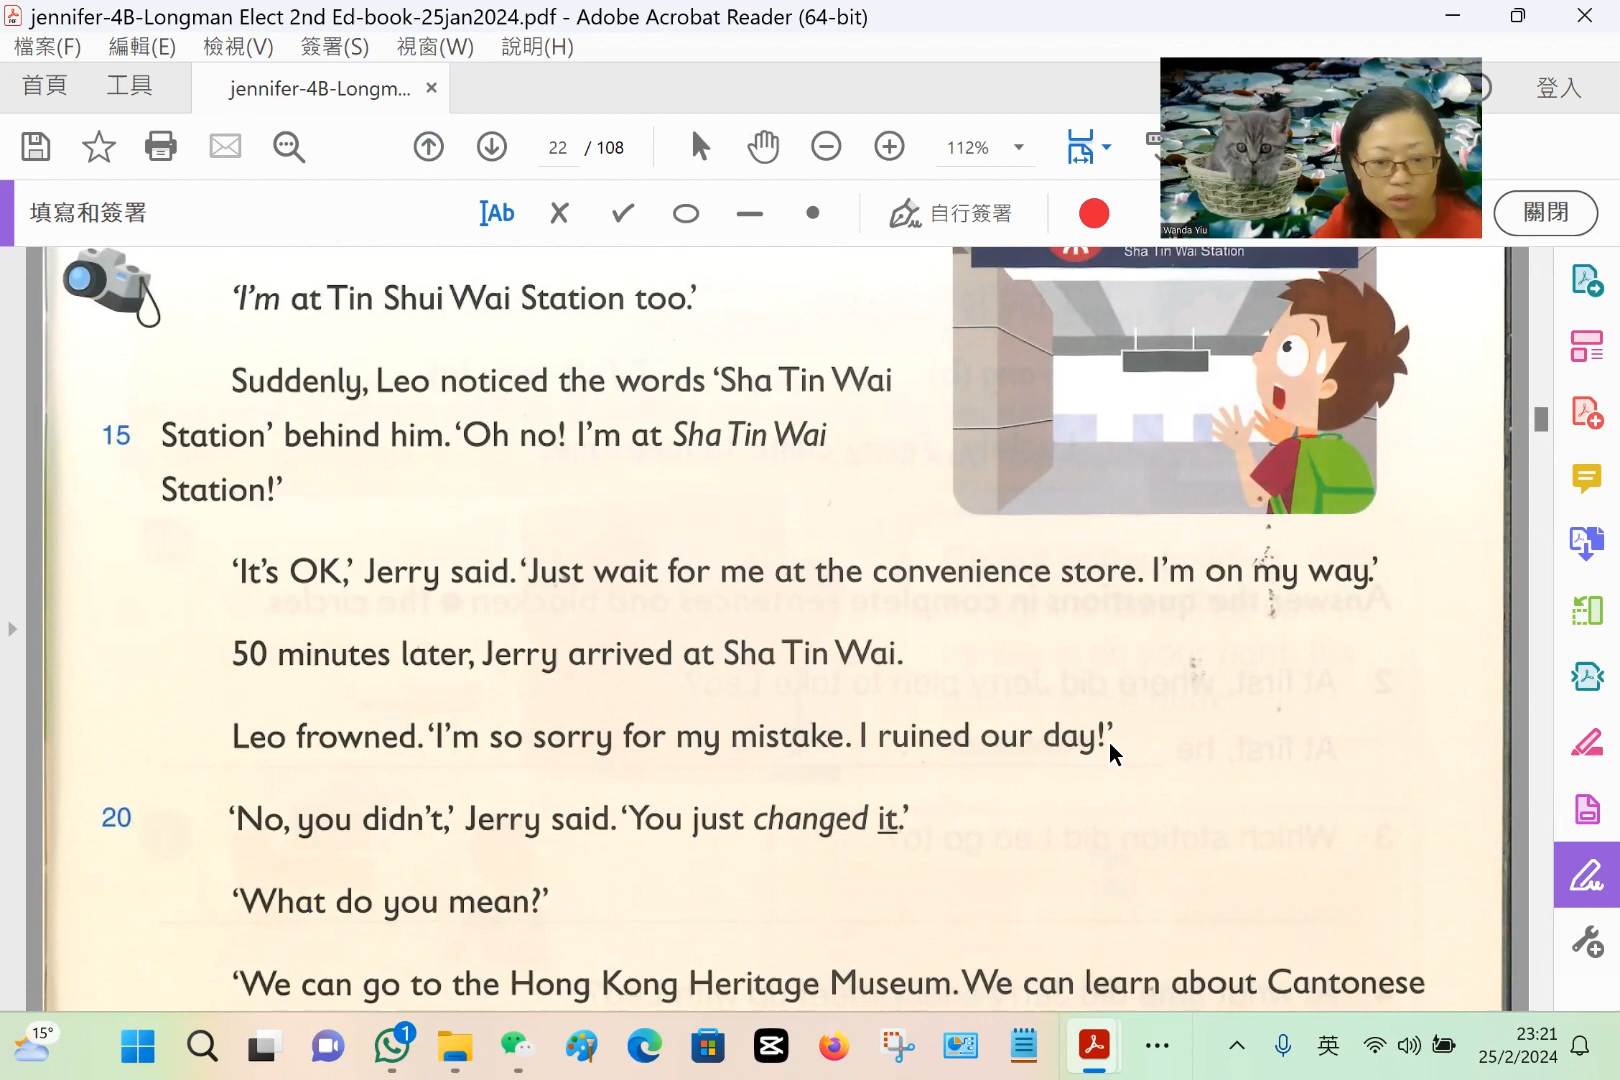 jennifer-4B-Longman Elect 2nd Ed-book-25jan2024.pdf - Adobe Acrobat Reader (64-bit)
檔案(F) 編輯(E) 檢視(V) 簽署(S) 視窗(W) 說明(H)
首頁 工具 jennifer-4B-Longm... 登入
22 / 108 112%
填寫和簽署 Ab 自行簽署 關閉
Wanda Yiu
Sha Tin Wai Station
‘I’m at Tin Shui Wai Station too.’
Suddenly, Leo noticed the words ‘Sha Tin Wai
15 Station’ behind him. ‘Oh no! I’m at Sha Tin Wai
Station!’
‘It’s OK,’ Jerry said. ‘Just wait for me at the convenience store. I’m on my way.’
50 minutes later, Jerry arrived at Sha Tin Wai.
Leo frowned. ‘I’m so sorry for my mistake. I ruined our day!’
20 ‘No, you didn’t,’ Jerry said. ‘You just changed it.’
‘What do you mean?’
‘We can go to the Hong Kong Heritage Museum. We can learn about Cantonese
15° 1 英 23:21
25/2/2024